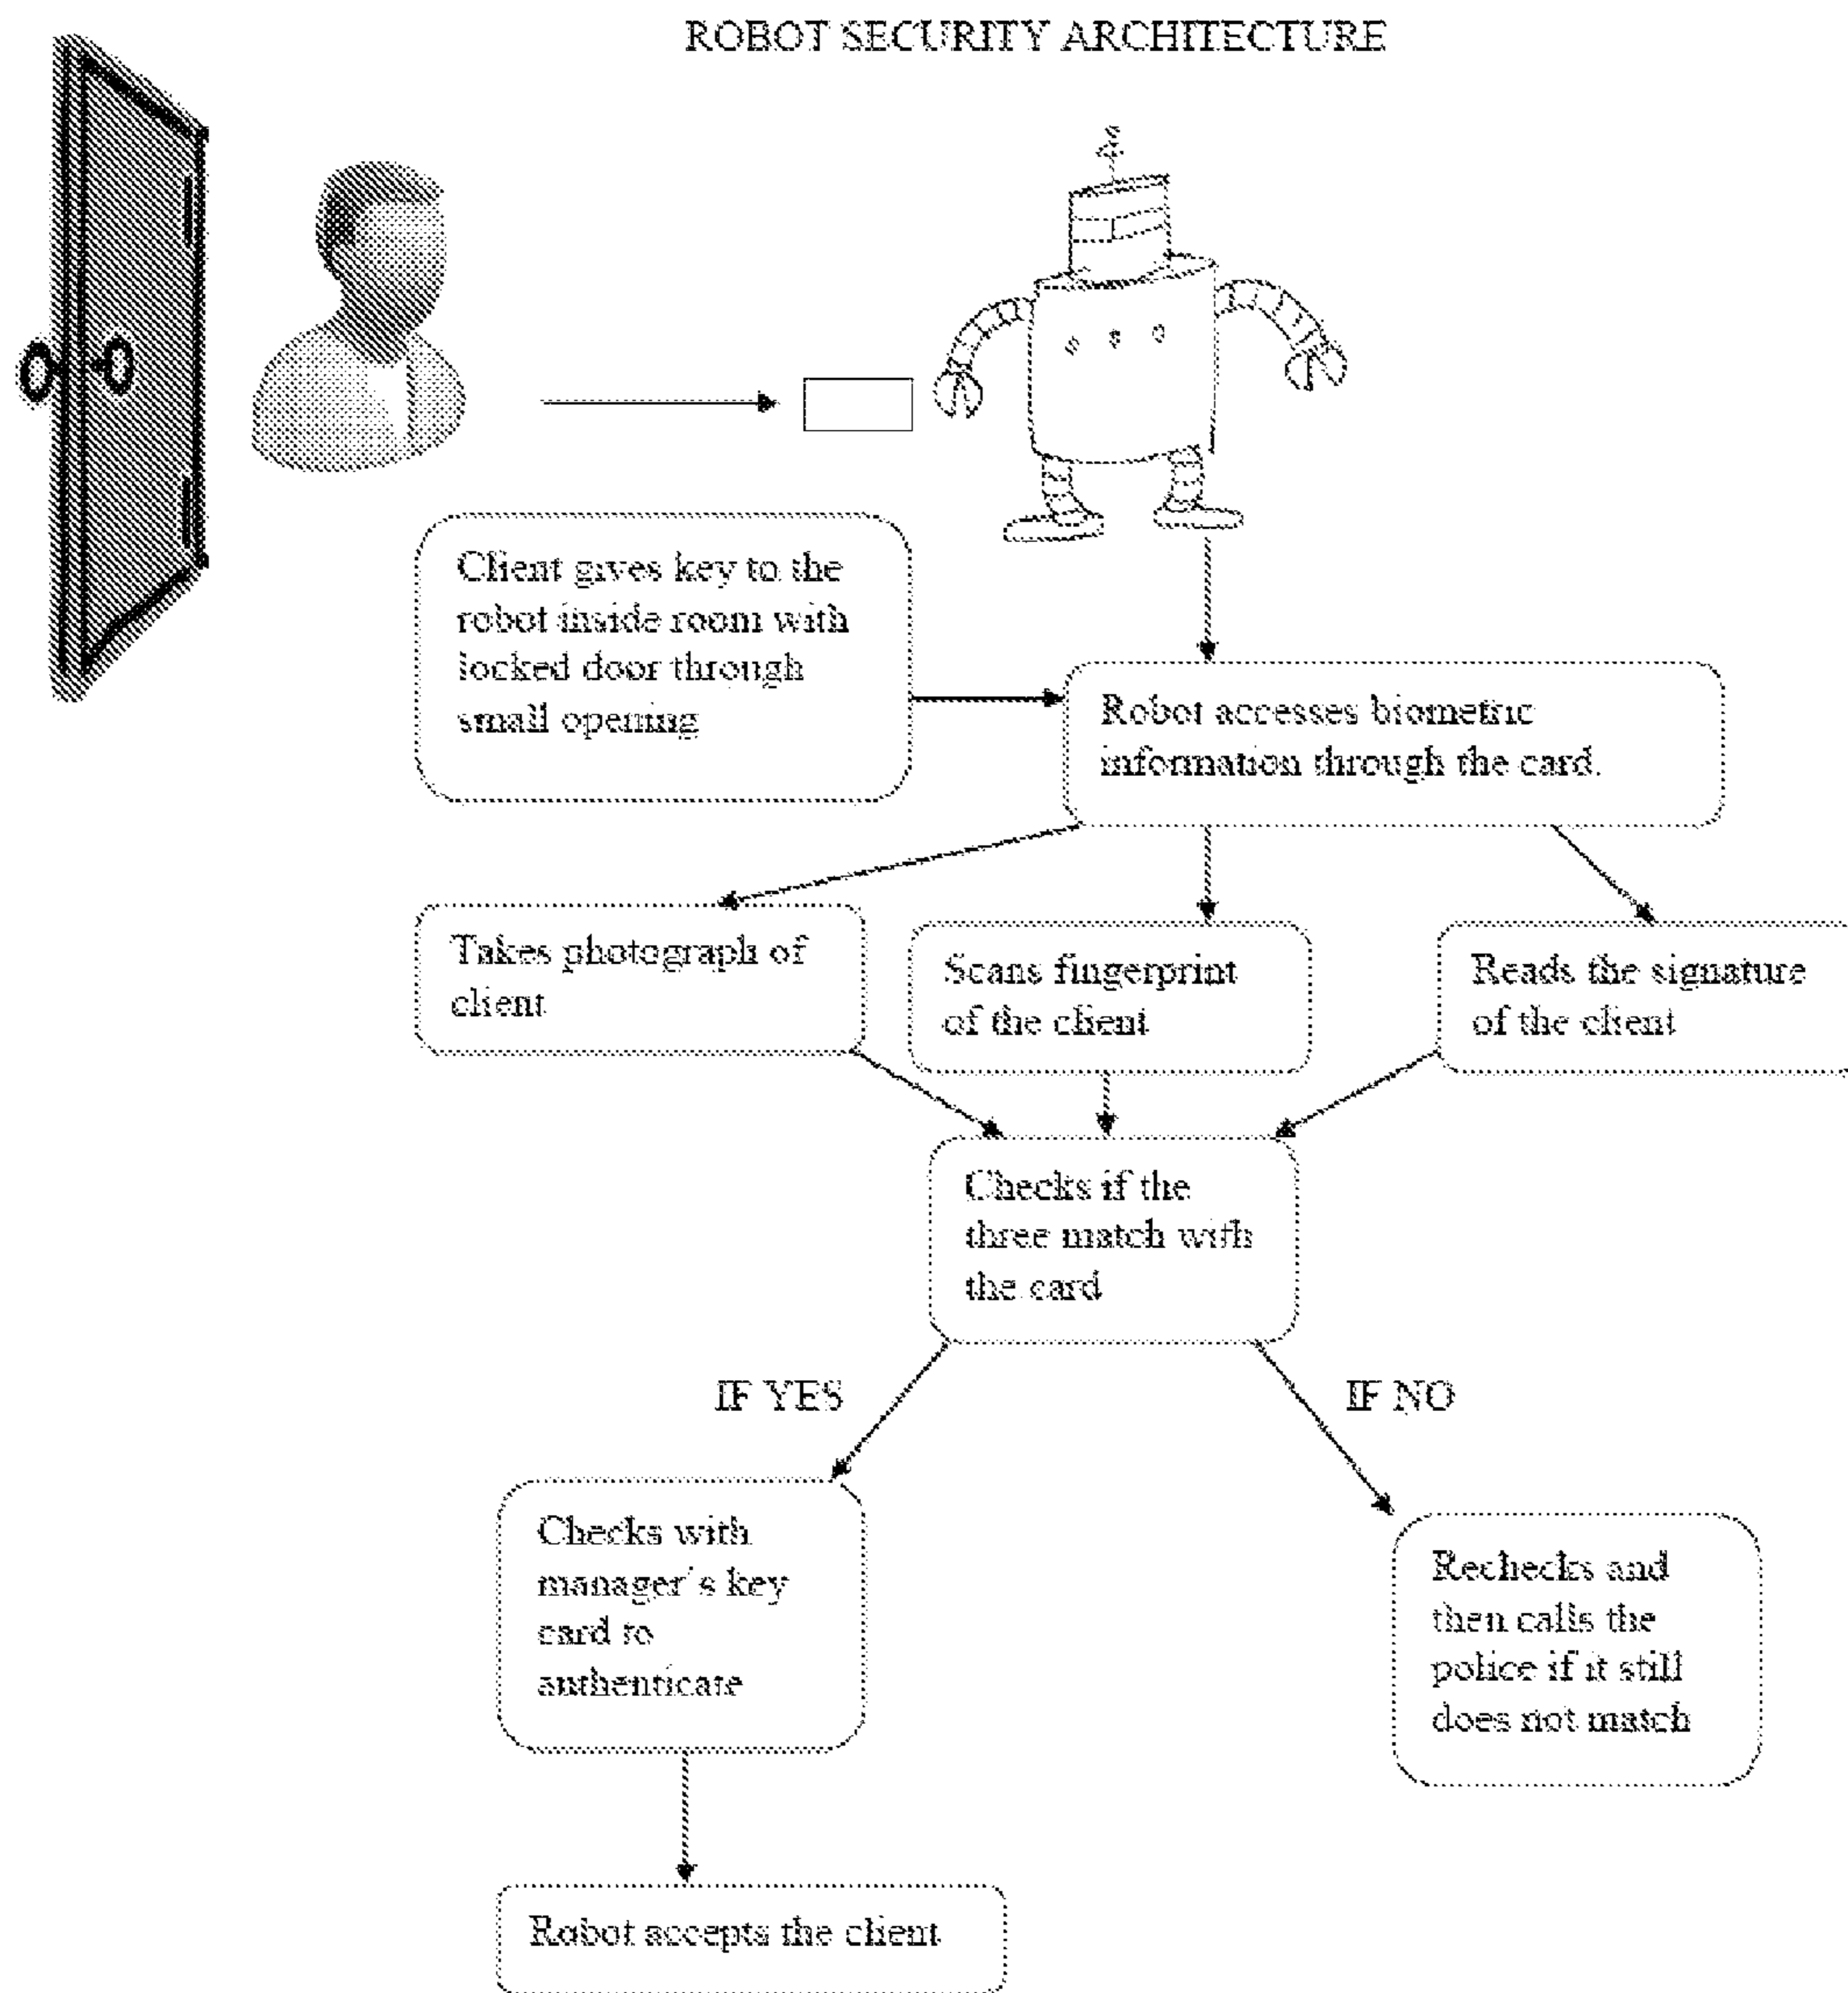 ROBOT SECURITY ARCHITECTURE
Client gives key to the
robot inside room with
locked door through
small opening
Robot accesses biometric
information through the card.
Takes photograph of
client
Scans fingerprint
of the client
Reads the signature
of the client
Checks if the
three match with
the card
IF YES
IF NO
Checks with
manager's key
card to
authenticate
Rechecks and
then calls the
police if it still
does not match
Robot accepts the client